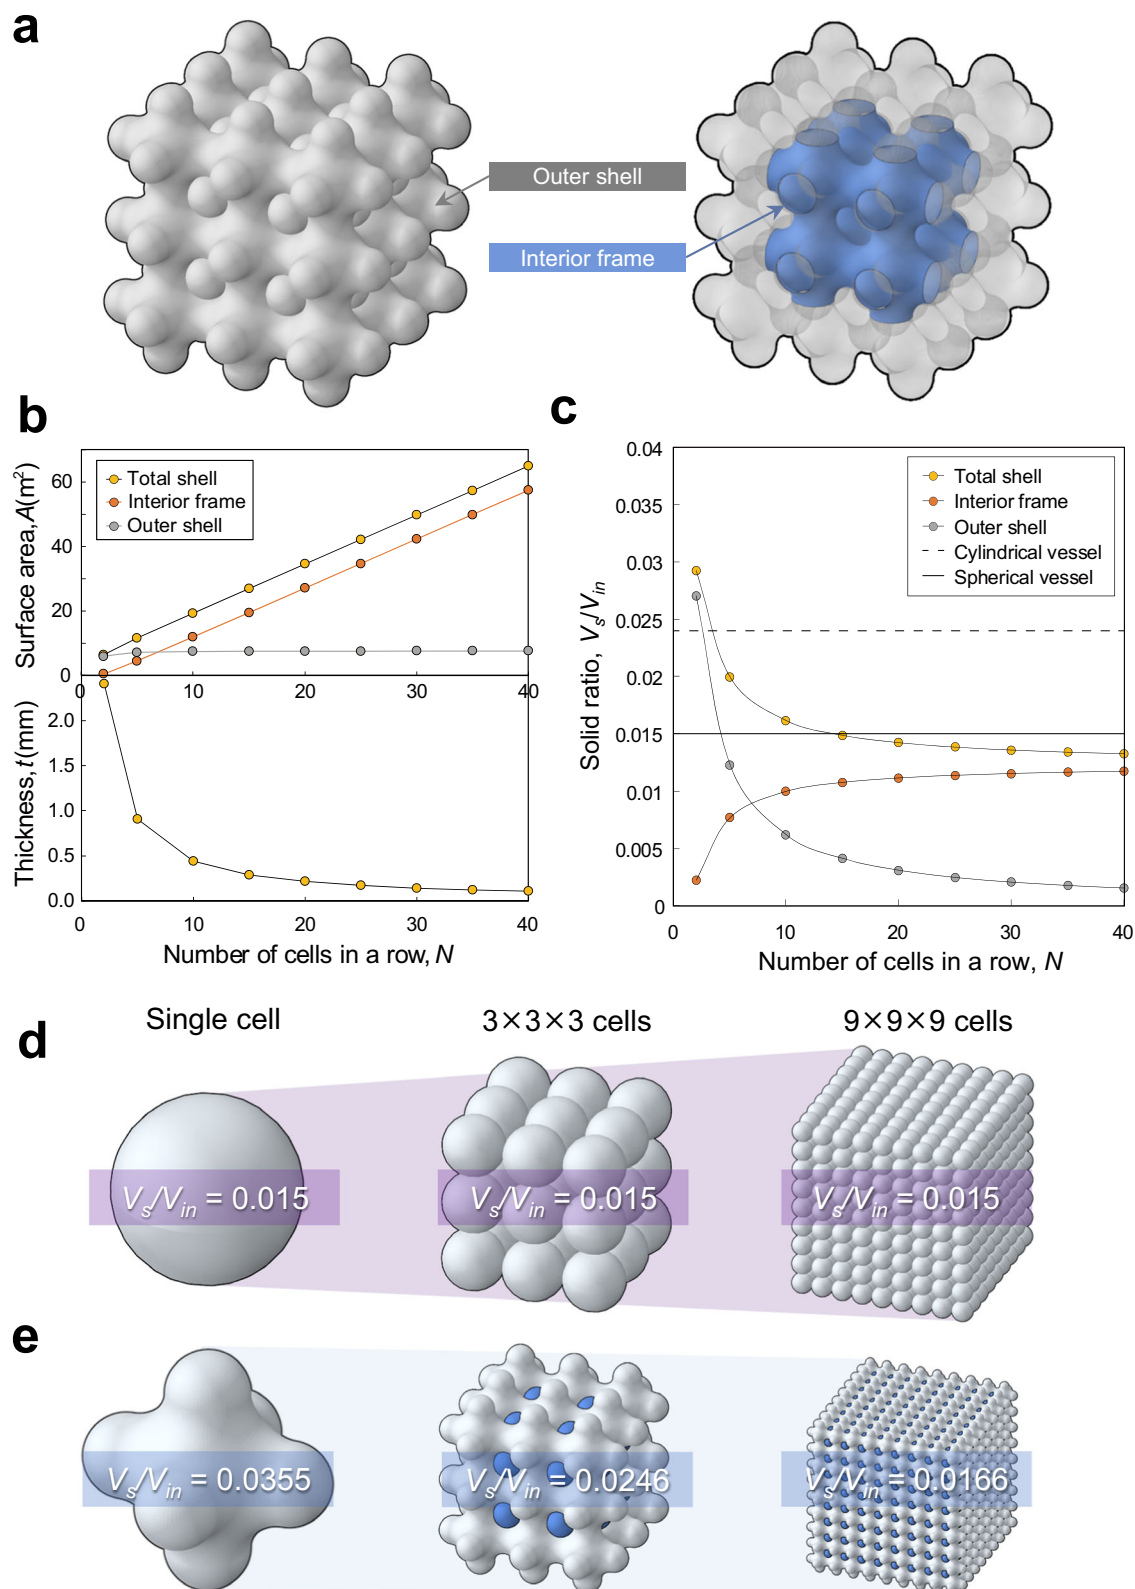 a
Outer shell
Interior frame
b
Surface area, A(m²)
60
40
20
0
Total shell
Interior frame
Outer shell
0
10
20
30
40
Thickness, t(mm)
2.0
1.5
1.0
0.5
0.0
0
10
20
30
40
Number of cells in a row, N
c
Solid ratio, Vs/Vin
0.04
0.035
0.03
0.025
0.02
0.015
0.01
0.005
0
Total shell
Interior frame
Outer shell
Cylindrical vessel
Spherical vessel
0
10
20
30
40
Number of cells in a row, N
d
Single cell
3×3×3 cells
9×9×9 cells
Vs/Vin = 0.015
Vs/Vin = 0.015
Vs/Vin = 0.015
e
Vs/Vin = 0.0355
Vs/Vin = 0.0246
Vs/Vin = 0.0166